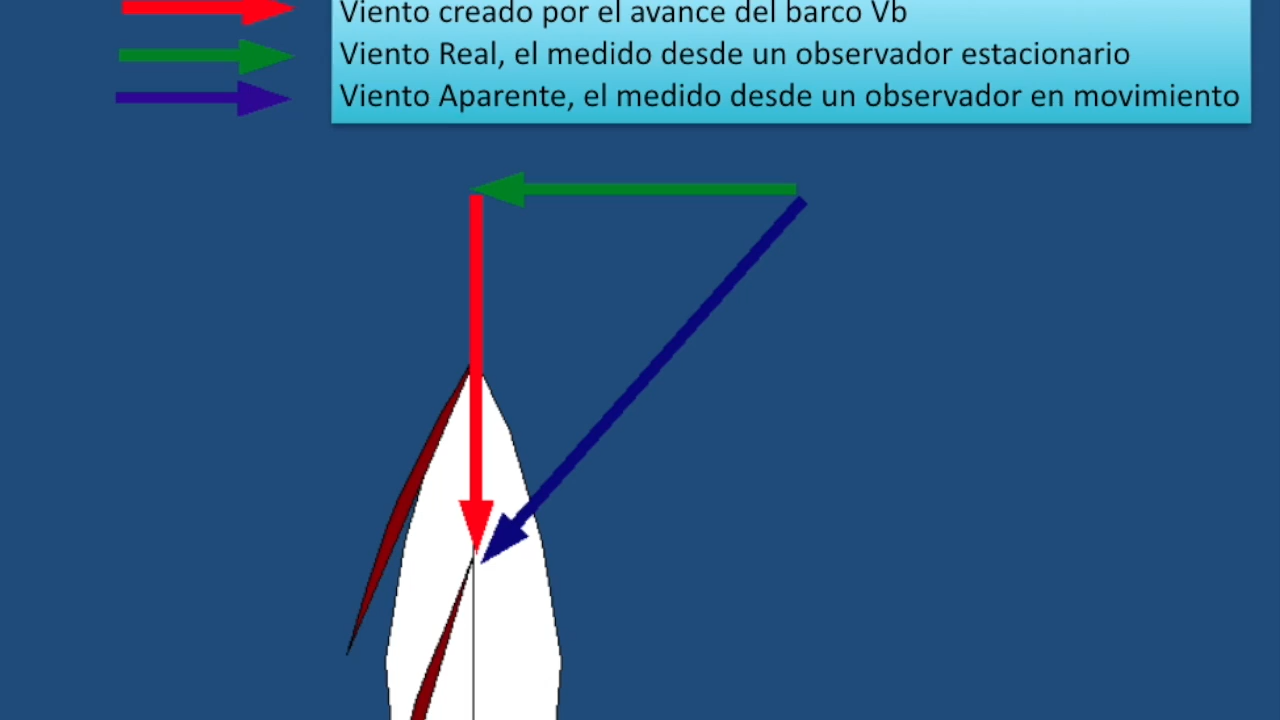 Viento creado por el avance del barco Vb
Viento Real, el medido desde un observador estacionario
Viento Aparente, el medido desde un observador en movimiento